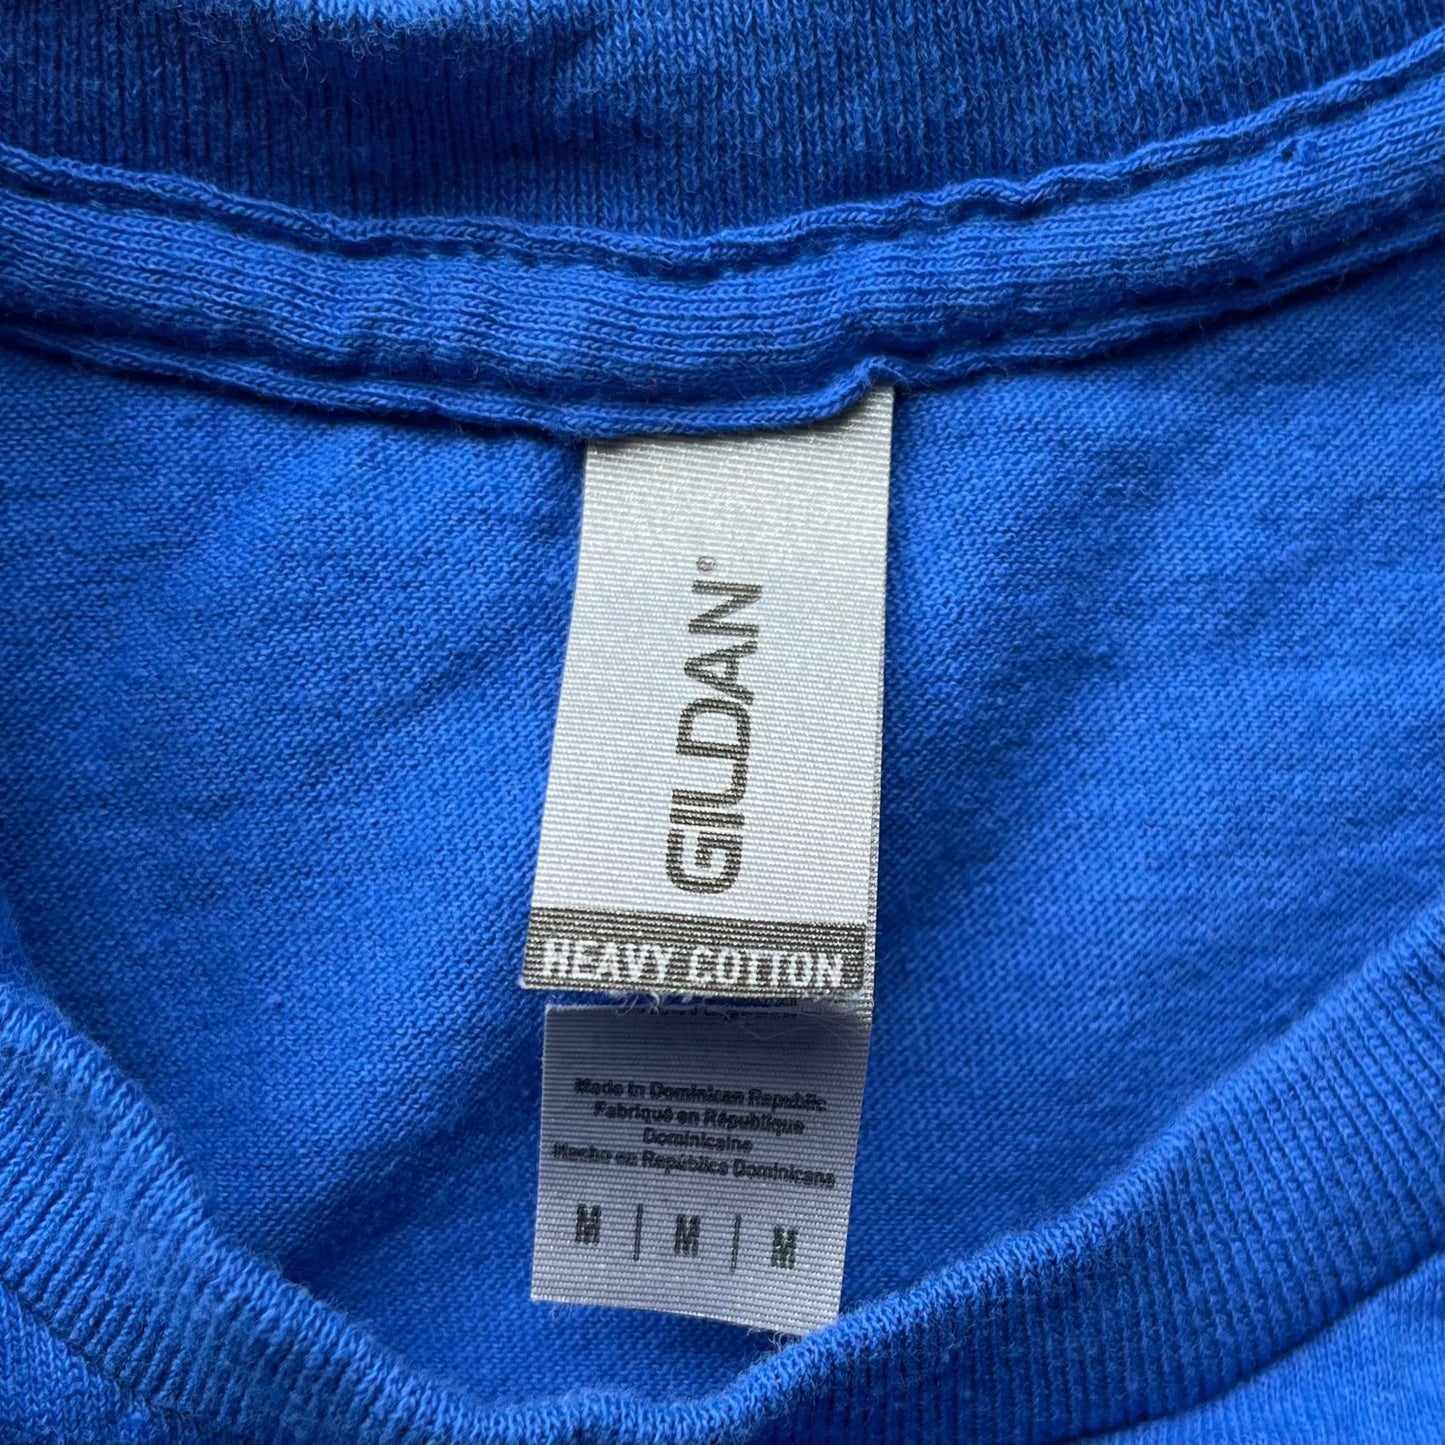 GILDAN®
HEAVY COTTON
Made in Dominican Republic
Fabriqué en République
Dominicaine
Hecho en República Dominicana
M | M | M